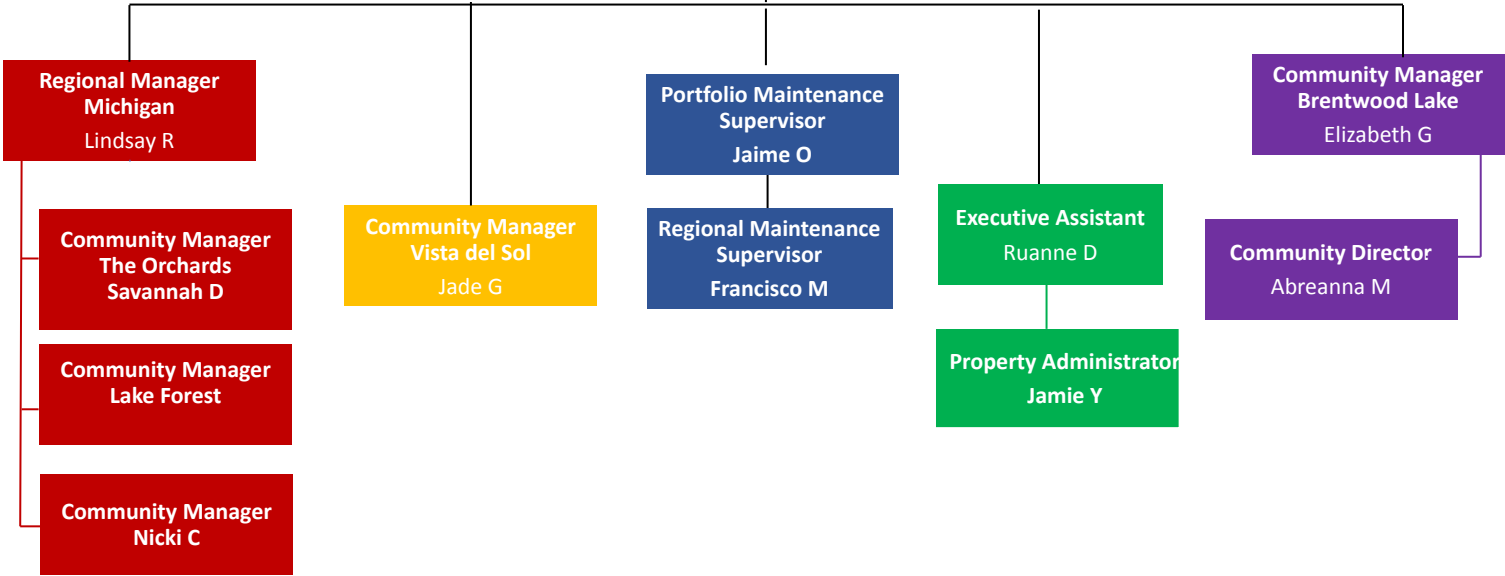 Regional Manager
Michigan
Lindsay R
Community Manager
The Orchards
Savannah D
Community Manager
Lake Forest
Community Manager
Nicki C
Community Manager
Vista del Sol
Jade G
Portfolio Maintenance
Supervisor
Jaime O
Regional Maintenance
Supervisor
Francisco M
Executive Assistant
Ruanne D
Property Administrator
Jamie Y
Community Manager
Brentwood Lake
Elizabeth G
Community Director
Abreanna M